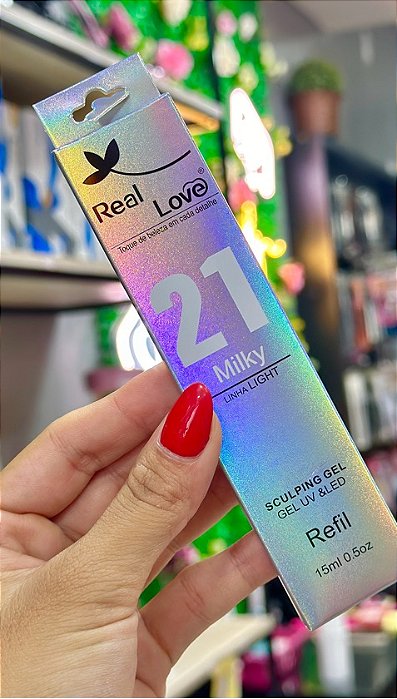 Real
Love®
Toque de beleza em cada detalhe
21
Milky
LINHA LIGHT
SCULPING GEL
GEL UV &LED
Refil
15ml 0.5oz